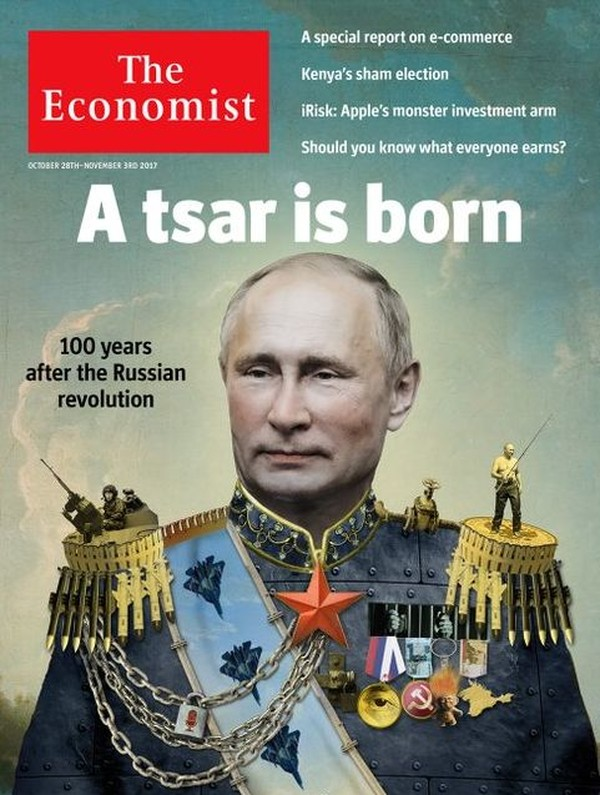 The
Economist
OCTOBER 28TH–NOVEMBER 3RD 2017
A special report on e-commerce
Kenya's sham election
iRisk: Apple's monster investment arm
Should you know what everyone earns?
A tsar is born
100 years
after the Russian
revolution